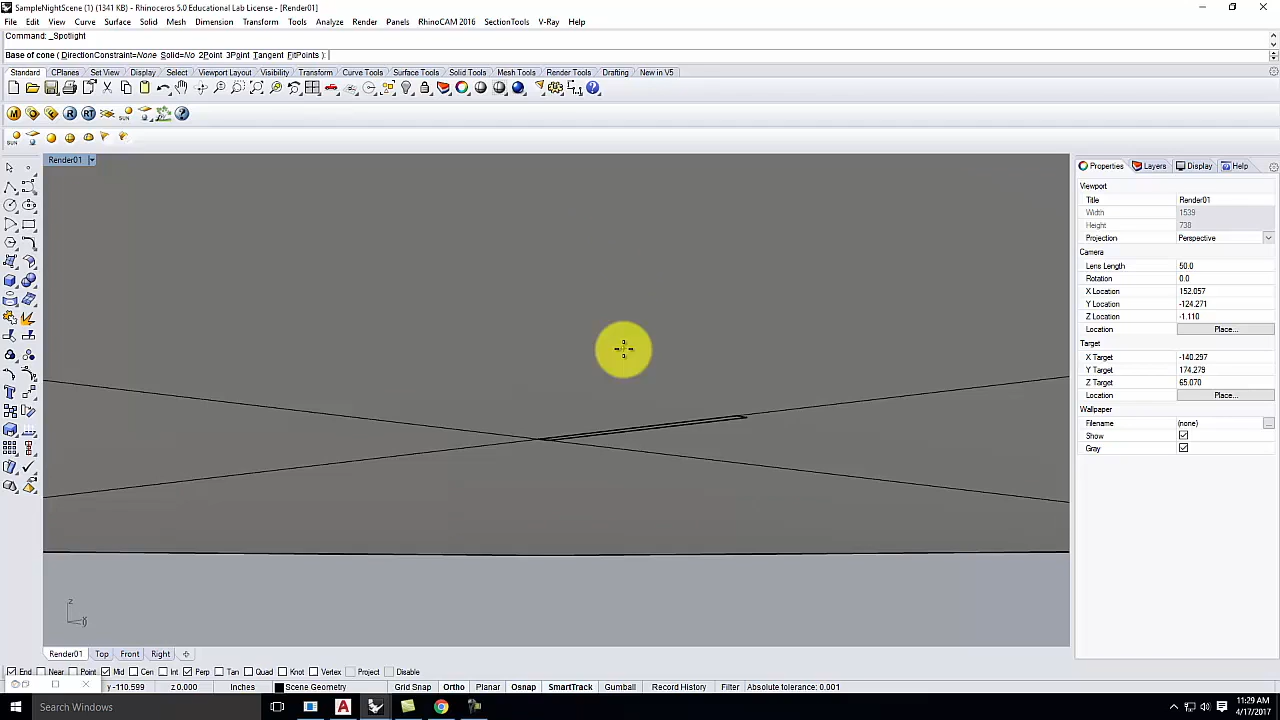 SampleNightScene (1341 KB) - Rhinoceros 5.0 Educational Lab License - [Render01]
File Edit View Curve Surface Solid Mesh Dimension Transform Tools Analyze Render Panels RhinoCAM 2016 SectionTools V-Ray Help
Command: _Spotlight
Base of cone ( DirectionConstraint=None Solid=No 2Point 3Point Tangent FitPoints ):
Standard CPlanes Set View Display Select Viewport Layout Visibility Transform Curve Tools Surface Tools Solid Tools Mesh Tools Render Tools Drafting New in V5
SUN
SUN
Render01
Properties Layers Display Help
Viewport
Title Render01
Width 1539
Height 738
Projection Perspective
Camera
Lens Length 50.0
Rotation 0.0
X Location 152.057
Y Location -124.271
Z Location -1.110
Location Place...
Target
X Target -140.297
Y Target 174.279
Z Target 65.070
Location Place...
Wallpaper
Filename (none) ...
Show
Gray
z
Render01 Top Front Right
End Near Point Mid Cen Int Perp Tan Quad Knot Vertex Project Disable
y -110.599 z 0.000 Inches Scene Geometry Grid Snap Ortho Planar Osnap SmartTrack Gumball Record History Filter Absolute tolerance: 0.001
Search Windows
11:29 AM
4/17/2017